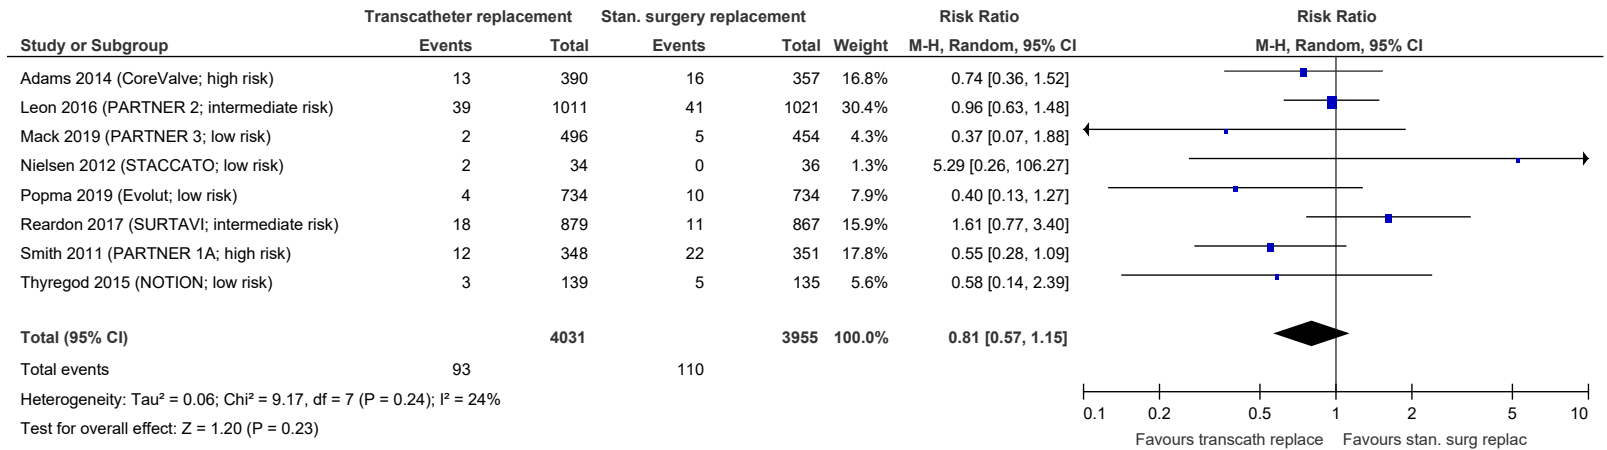 Transcatheter replacement Stan. surgery replacement Risk Ratio Risk Ratio
Study or Subgroup Events Total Events Total Weight M-H, Random, 95% CI M-H, Random, 95% CI
Adams 2014 (CoreValve; high risk) 13 390 16 357 16.8% 0.74 [0.36, 1.52]
Leon 2016 (PARTNER 2; intermediate risk) 39 1011 41 1021 30.4% 0.96 [0.63, 1.48]
Mack 2019 (PARTNER 3; low risk) 2 496 5 454 4.3% 0.37 [0.07, 1.88]
Nielsen 2012 (STACCATO; low risk) 2 34 0 36 1.3% 5.29 [0.26, 106.27]
Popma 2019 (Evolut; low risk) 4 734 10 734 7.9% 0.40 [0.13, 1.27]
Reardon 2017 (SURTAVI; intermediate risk) 18 879 11 867 15.9% 1.61 [0.77, 3.40]
Smith 2011 (PARTNER 1A; high risk) 12 348 22 351 17.8% 0.55 [0.28, 1.09]
Thyregod 2015 (NOTION; low risk) 3 139 5 135 5.6% 0.58 [0.14, 2.39]
Total (95% CI) 4031 3955 100.0% 0.81 [0.57, 1.15]
Total events 93 110
Heterogeneity: Tau² = 0.06; Chi² = 9.17, df = 7 (P = 0.24); I² = 24%
Test for overall effect: Z = 1.20 (P = 0.23)
0.1 0.2 0.5 1 2 5 10
Favours transcath replace Favours stan. surg replac